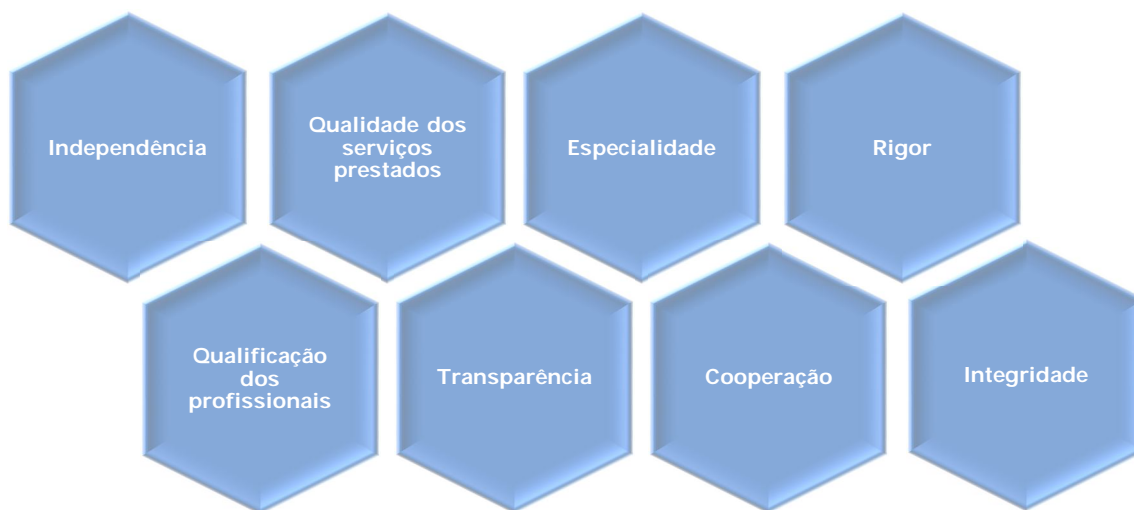 Independência
Qualidade dos
serviços
prestados
Especialidade
Rigor
Qualificação
dos
profissionais
Transparência
Cooperação
Integridade